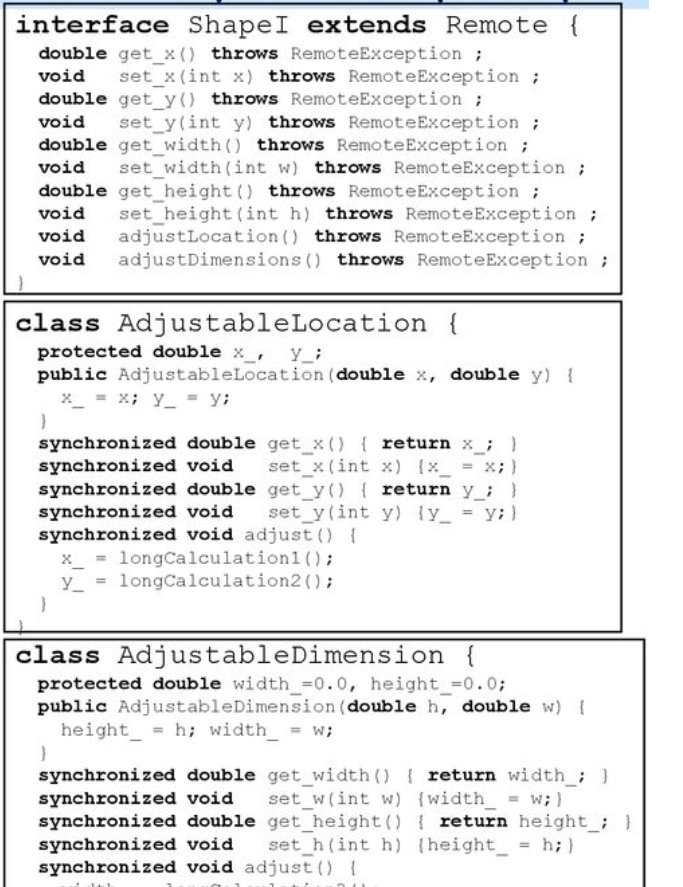 interface ShapeI extends Remote {
double get_x() throws RemoteException ;
void set_x(int x) throws RemoteException ;
double get_y() throws RemoteException ;
void set_y(int y) throws RemoteException ;
double get_width() throws RemoteException ;
void set_width(int w) throws RemoteException ;
double get_height() throws RemoteException ;
void set_height(int h) throws RemoteException ;
void adjustLocation() throws RemoteException ;
void adjustDimensions() throws RemoteException ;
}
class AdjustableLocation {
protected double x_, y_;
public AdjustableLocation(double x, double y) {
x_ = x; y_ = y;
}
synchronized double get_x() { return x_; }
synchronized void set_x(int x) {x_ = x;}
synchronized double get_y() { return y_; }
synchronized void set_y(int y) {y_ = y;}
synchronized void adjust() {
x_ = longCalculation1();
y_ = longCalculation2();
}
}
class AdjustableDimension {
protected double width_=0.0, height_=0.0;
public AdjustableDimension(double h, double w) {
height_ = h; width_ = w;
}
synchronized double get_width() { return width_; }
synchronized void set_w(int w) {width_ = w;}
synchronized double get_height() { return height_; }
synchronized void set_h(int h) {height_ = h;}
synchronized void adjust() {